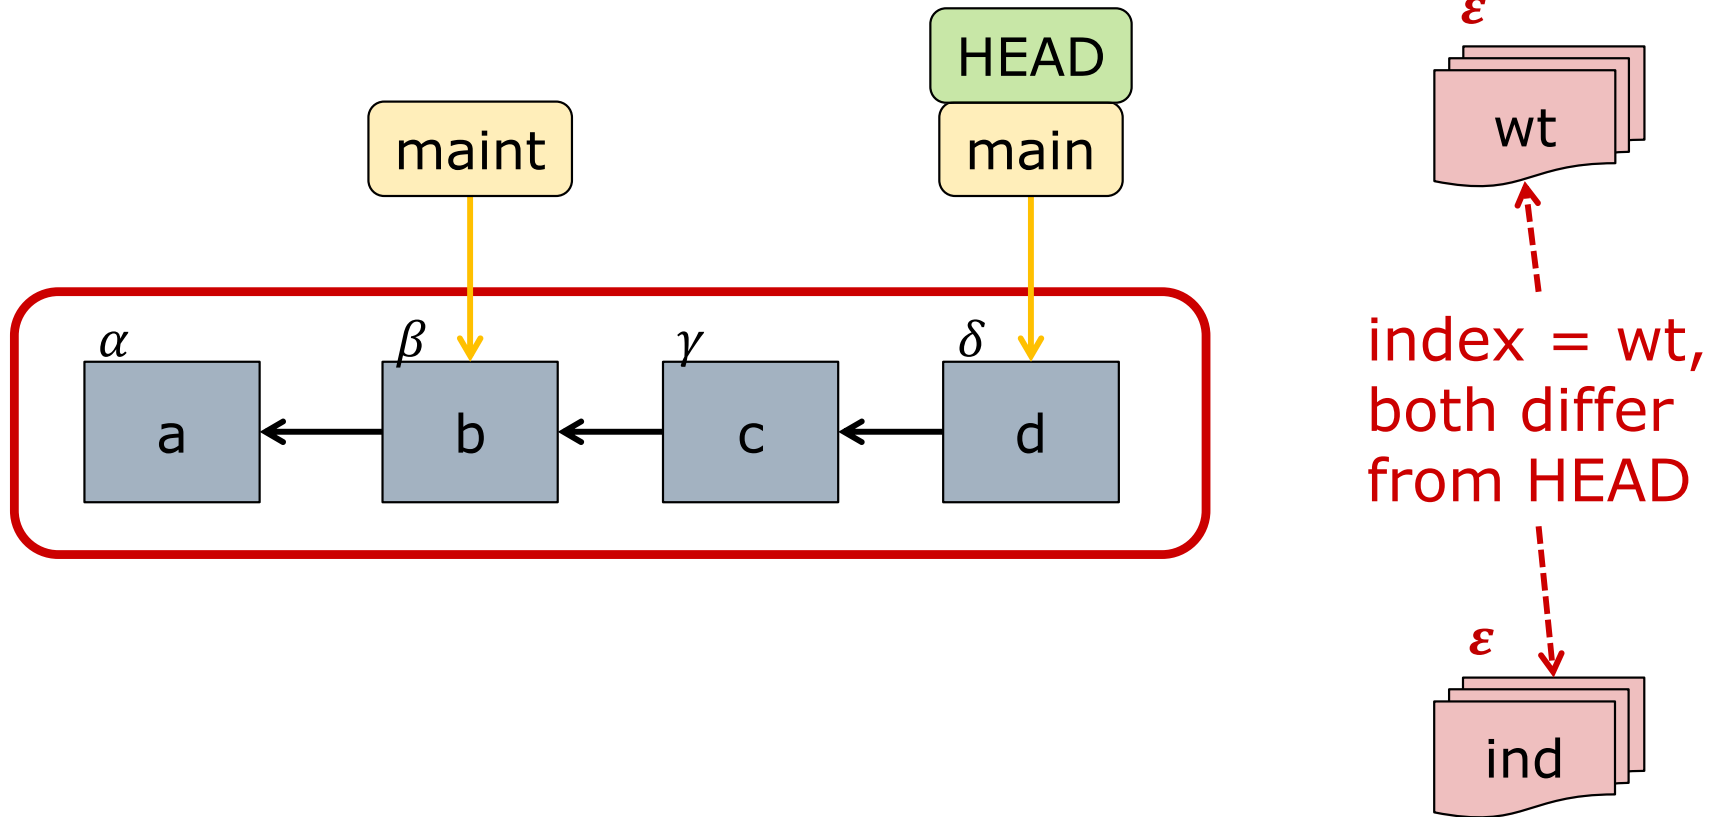 HEAD
maint
main
α
β
γ
δ
a
b
c
d
ε
wt
index = wt,
both differ
from HEAD
ε
ind